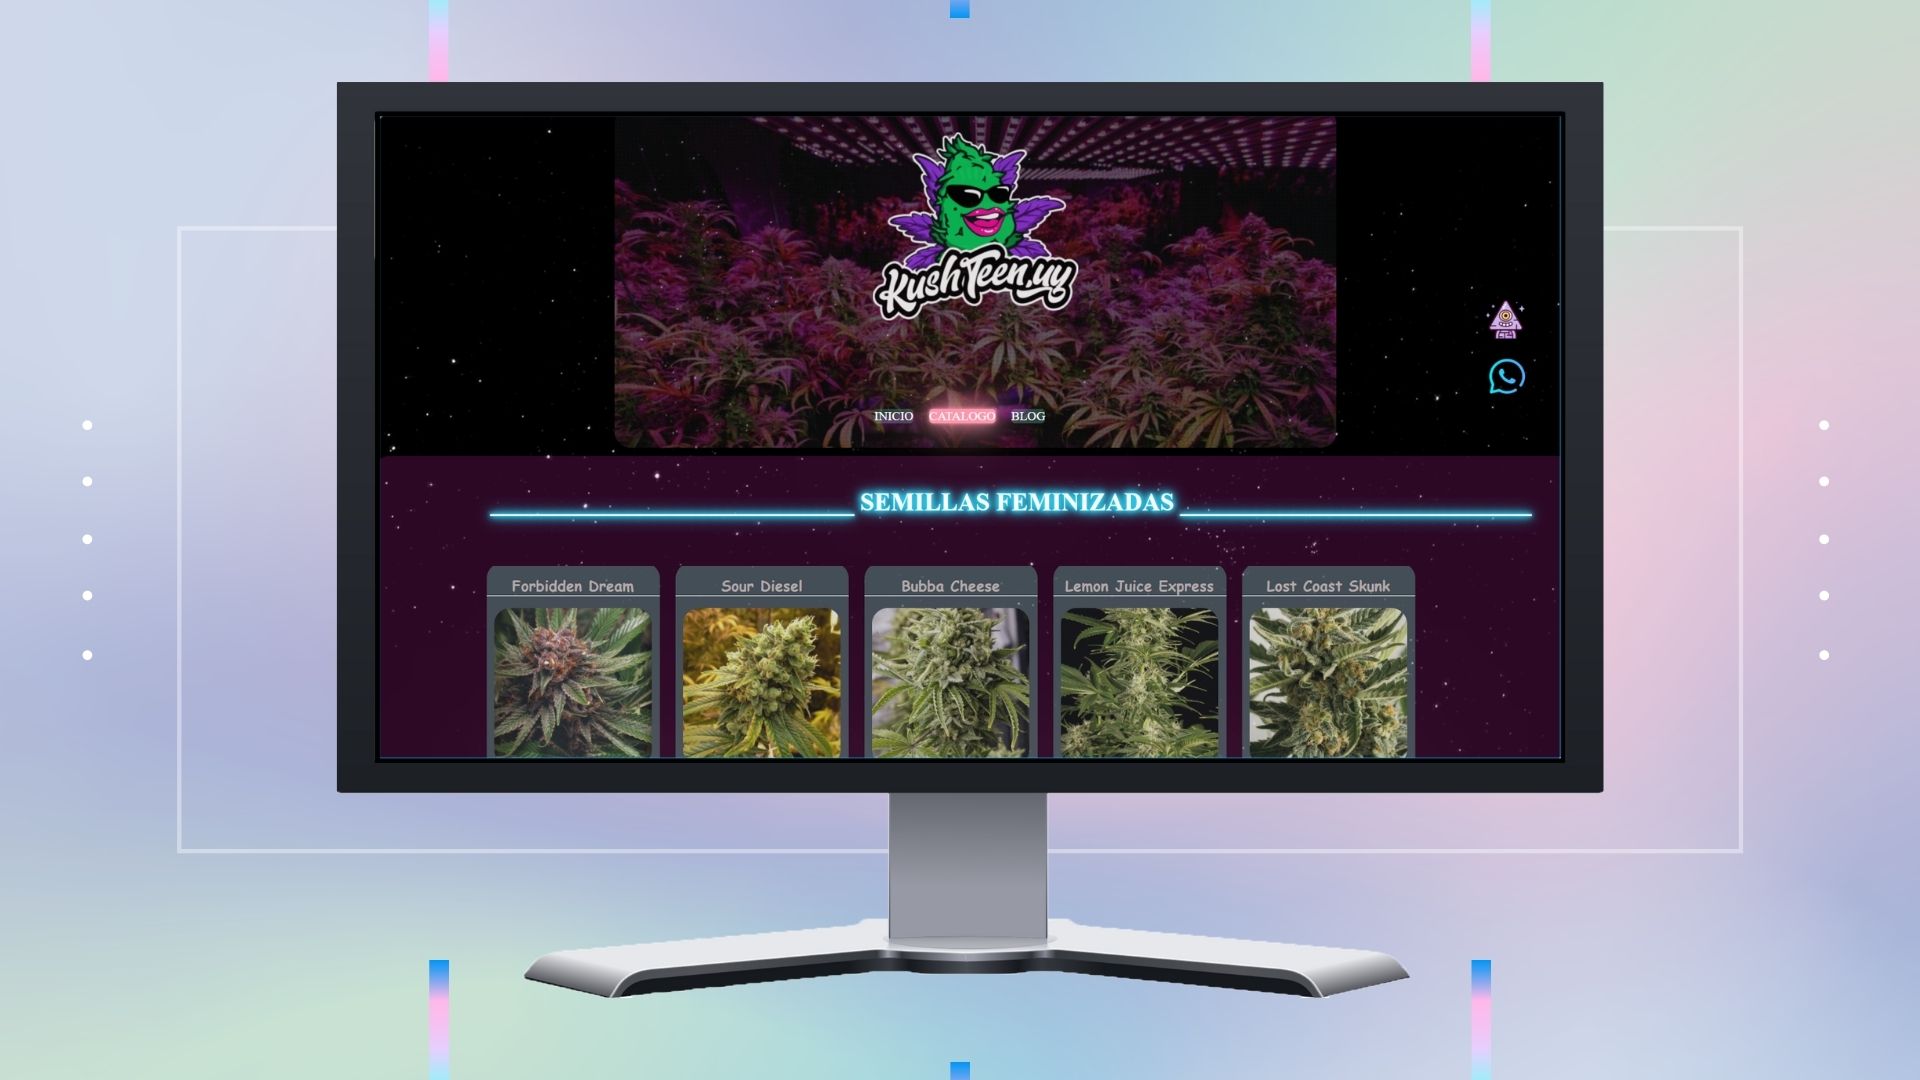 KushTeen.uy
INICIO CATALOGO BLOG
SEMILLAS FEMINIZADAS
Forbidden Dream
Sour Diesel
Bubba Cheese
Lemon Juice Express
Lost Coast Skunk